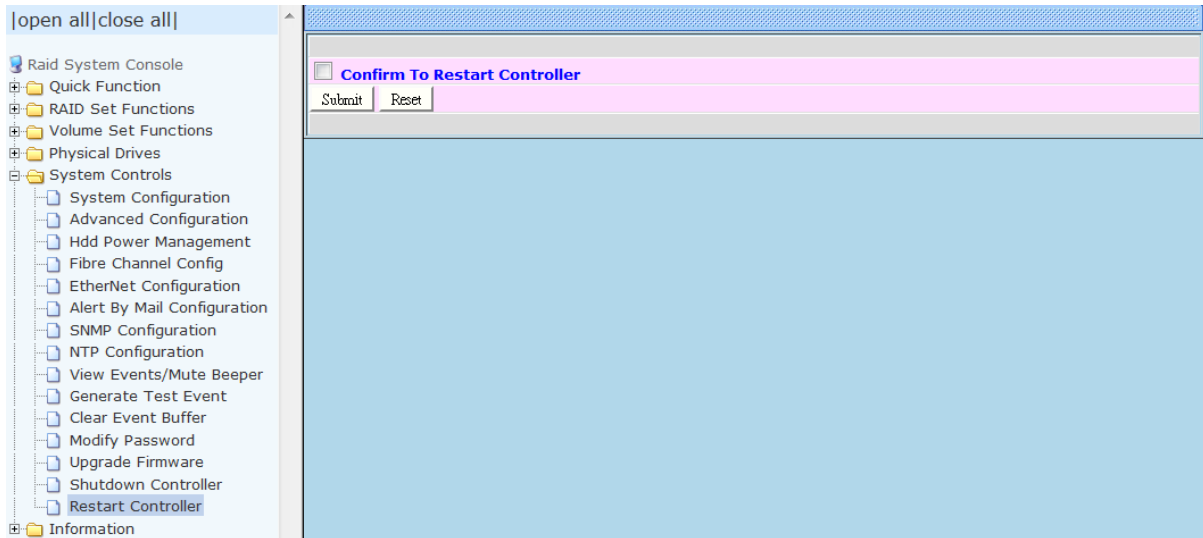 |open all|close all|
Raid System Console
Quick Function
RAID Set Functions
Volume Set Functions
Physical Drives
System Controls
System Configuration
Advanced Configuration
Hdd Power Management
Fibre Channel Config
EtherNet Configuration
Alert By Mail Configuration
SNMP Configuration
NTP Configuration
View Events/Mute Beeper
Generate Test Event
Clear Event Buffer
Modify Password
Upgrade Firmware
Shutdown Controller
Restart Controller
Information
Confirm To Restart Controller
Submit Reset